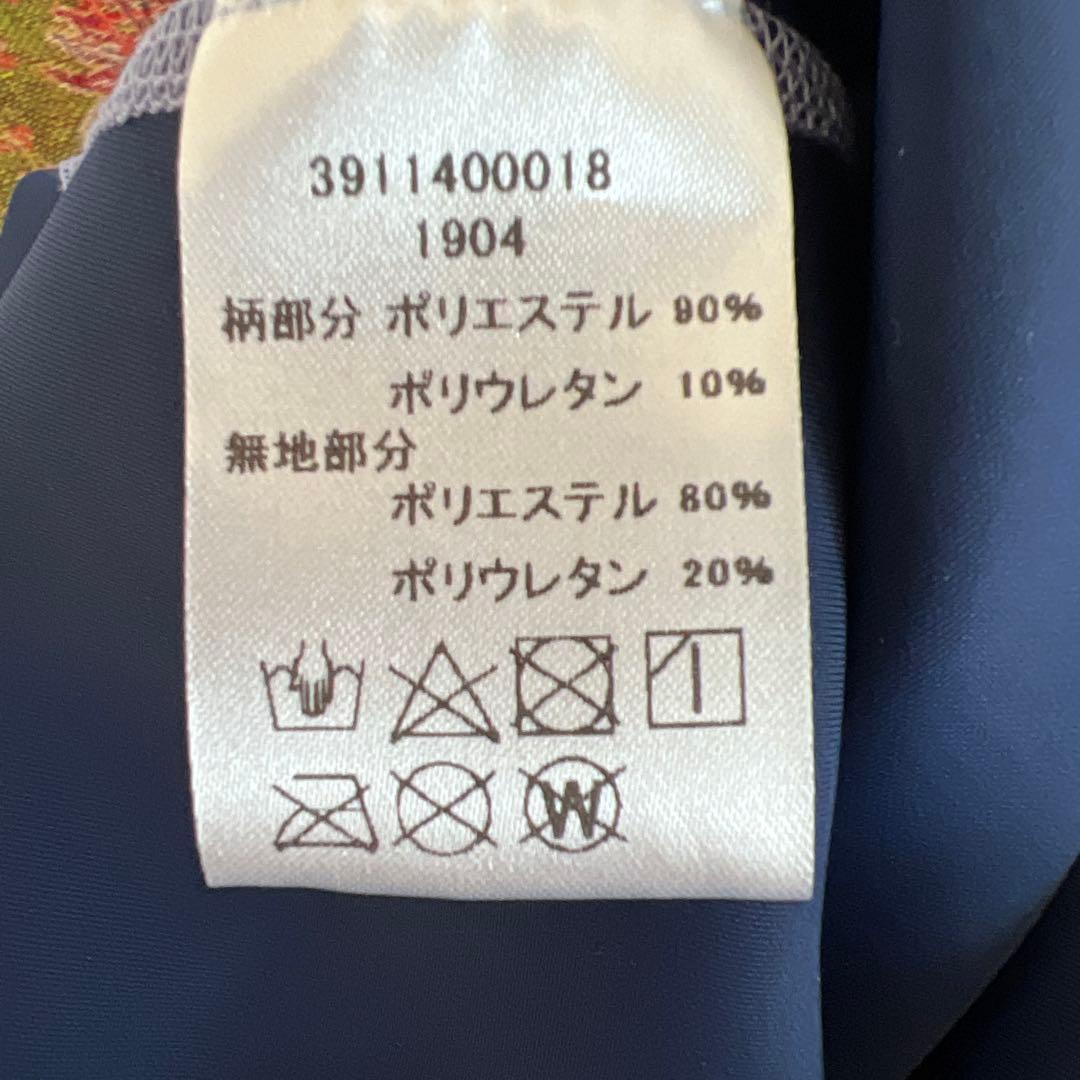 3911400018
1904
柄部分 ポリエステル 90%
ポリウレタン 10%
無地部分
ポリエステル 80%
ポリウレタン 20%
W